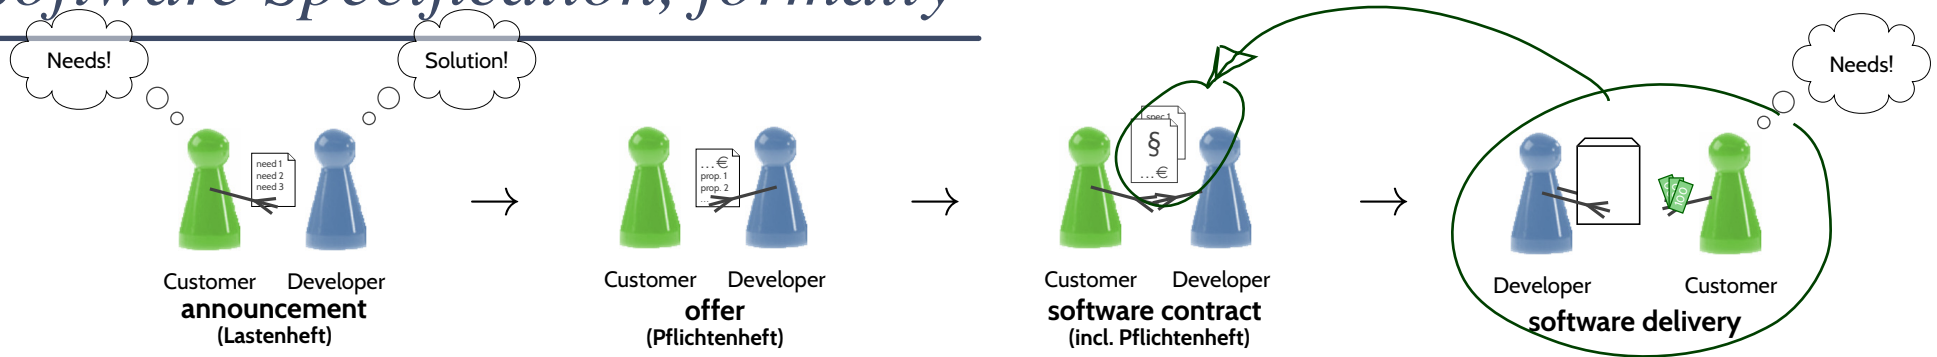 Software Specification, formally
Needs!
Solution!
Needs!
need 1
need 2
need 3
...€
prop. 1
prop. 2
...
spec 1
§
...€
100
Customer Developer
announcement
(Lastenheft)
Customer Developer
offer
(Pflichtenheft)
Customer Developer
software contract
(incl. Pflichtenheft)
Developer Customer
software delivery